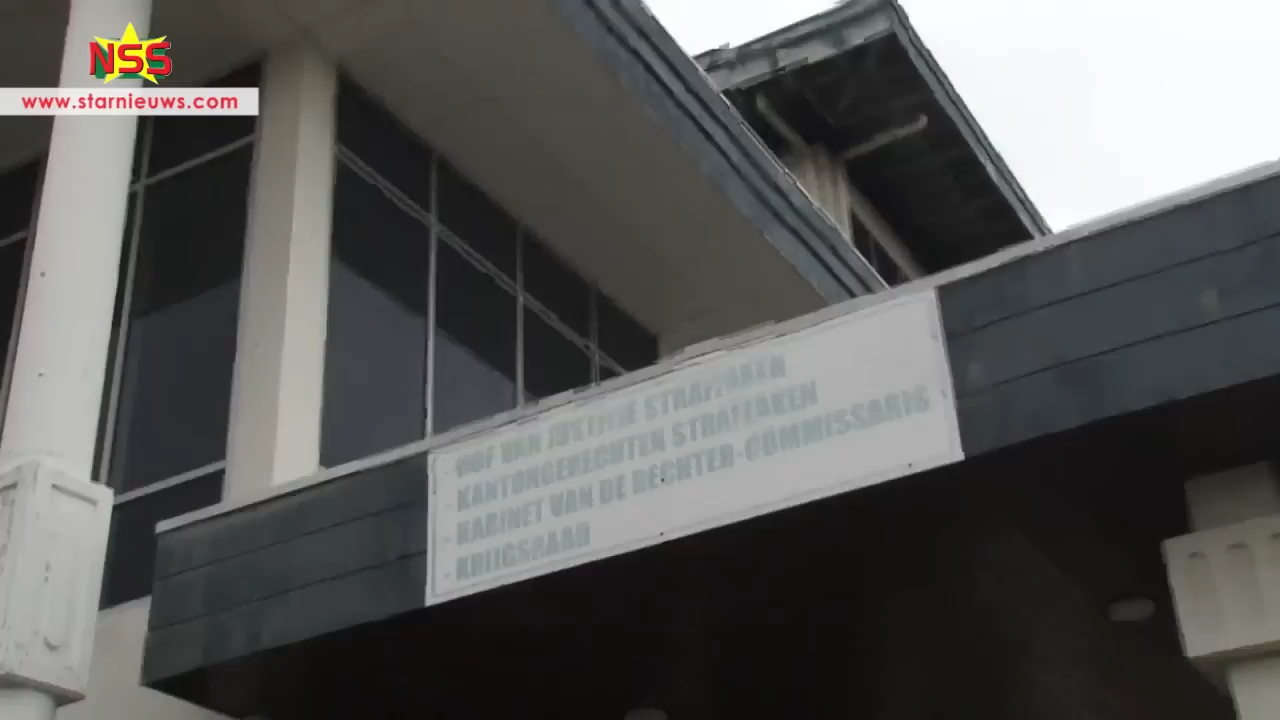 NSS
www.starnieuws.com
- HOF VAN JUSTITIE STRAFZAKEN
- KANTONGERECHTEN STRAFZAKEN
- KABINET VAN DE RECHTER-COMMISSARIS
- KRIJGSRAAD